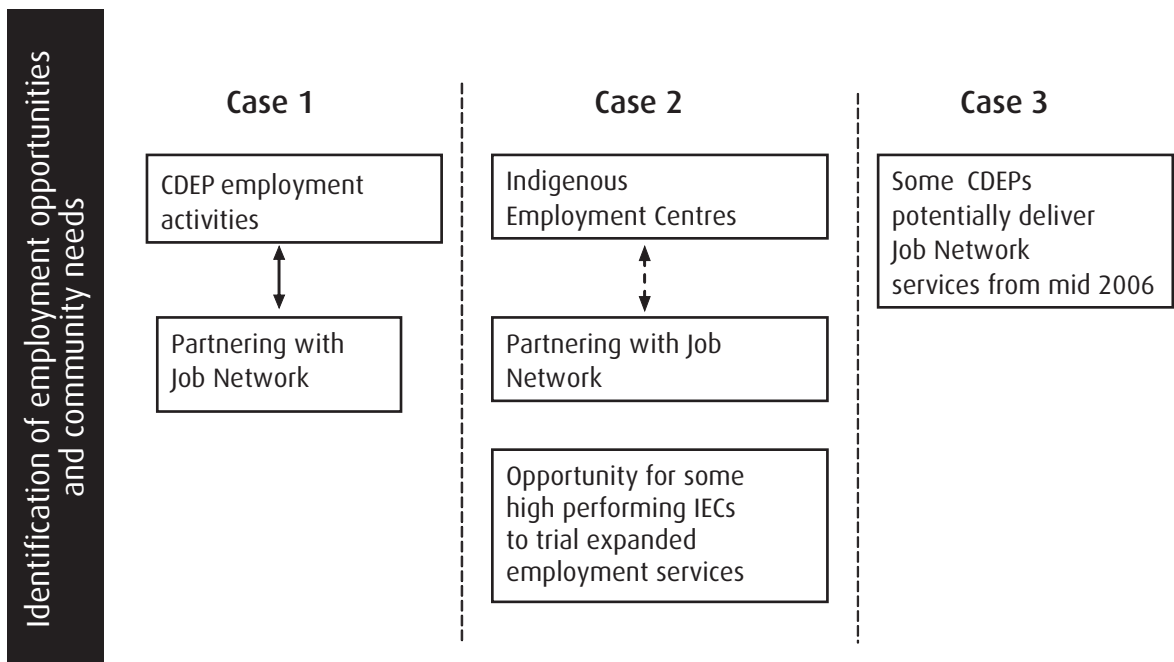 Identification of employment opportunities
and community needs
Case 1
CDEP employment
activities
Partnering with
Job Network
Case 2
Indigenous
Employment Centres
Partnering with Job
Network
Opportunity for some
high performing IECs
to trial expanded
employment services
Case 3
Some CDEPs
potentially deliver
Job Network
services from mid 2006